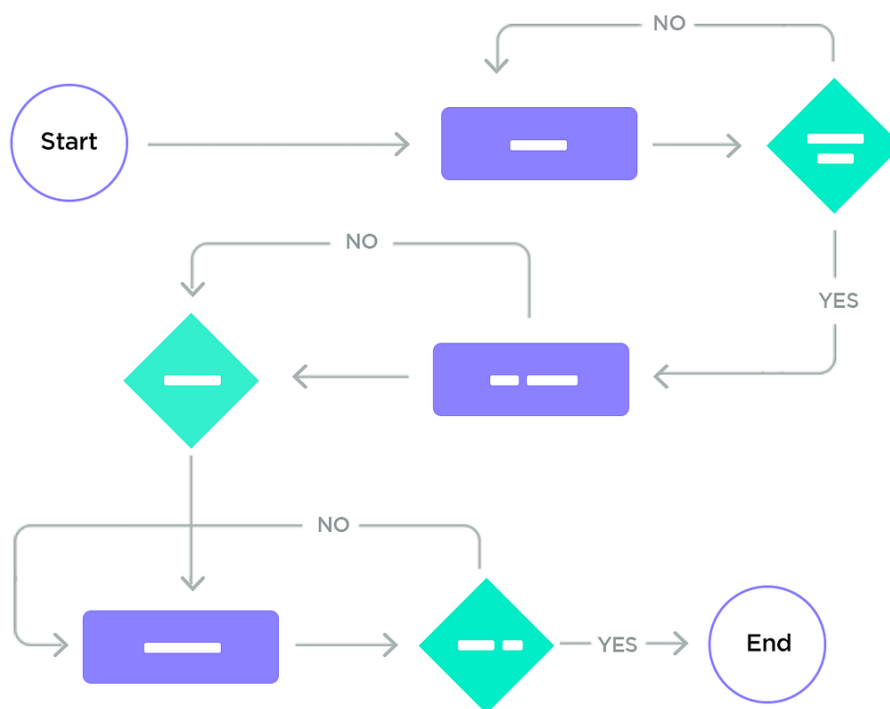 NO
Start
NO
YES
NO
YES
End